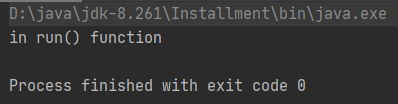 D:\java\jdk-8.261\Installment\bin\java.exe
in run() function
Process finished with exit code 0